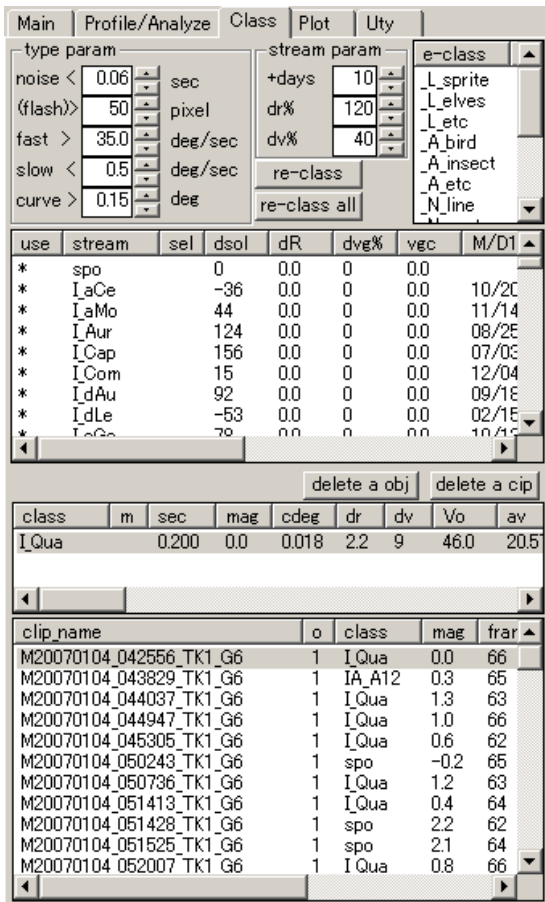 Main Profile/Analyze Class Plot Uty
type param
noise < 0.06 sec
(flash)> 50 pixel
fast > 35.0 deg/sec
slow < 0.5 deg/sec
curve > 0.15 deg
stream param
+days 10
dr% 120
dv% 40
re-class
re-class all
e-class
_L_sprite
_L_elves
_L_etc
_A_bird
_A_insect
_A_etc
_N_line
use stream sel dsol dR dvg% vgc M/D1
* spo 0 0.0 0 0.0
* I_aCe -36 0.0 0 0.0 10/20
* I_aMo 44 0.0 0 0.0 11/14
* I_Aur 124 0.0 0 0.0 08/25
* I_Cap 156 0.0 0 0.0 07/03
* I_Com 15 0.0 0 0.0 12/04
* I_dAu 92 0.0 0 0.0 09/18
* I_dLe -53 0.0 0 0.0 02/15
delete a obj delete a cip
class m sec mag cdeg dr dv Vo av
I_Qua 0.200 0.0 0.018 2.2 9 46.0 20.5
clip_name o class mag frar
M20070104_042556_TK1_G6 1 I_Qua 0.0 66
M20070104_043829_TK1_G6 1 IA_A12 0.3 65
M20070104_044037_TK1_G6 1 I_Qua 1.3 63
M20070104_044947_TK1_G6 1 I_Qua 1.0 66
M20070104_045305_TK1_G6 1 I_Qua 0.6 62
M20070104_050243_TK1_G6 1 spo -0.2 65
M20070104_050736_TK1_G6 1 I_Qua 1.2 63
M20070104_051413_TK1_G6 1 I_Qua 0.4 64
M20070104_051428_TK1_G6 1 spo 2.2 62
M20070104_051525_TK1_G6 1 spo 2.1 64
M20070104_052007_TK1_G6 1 I_Qua 0.8 66